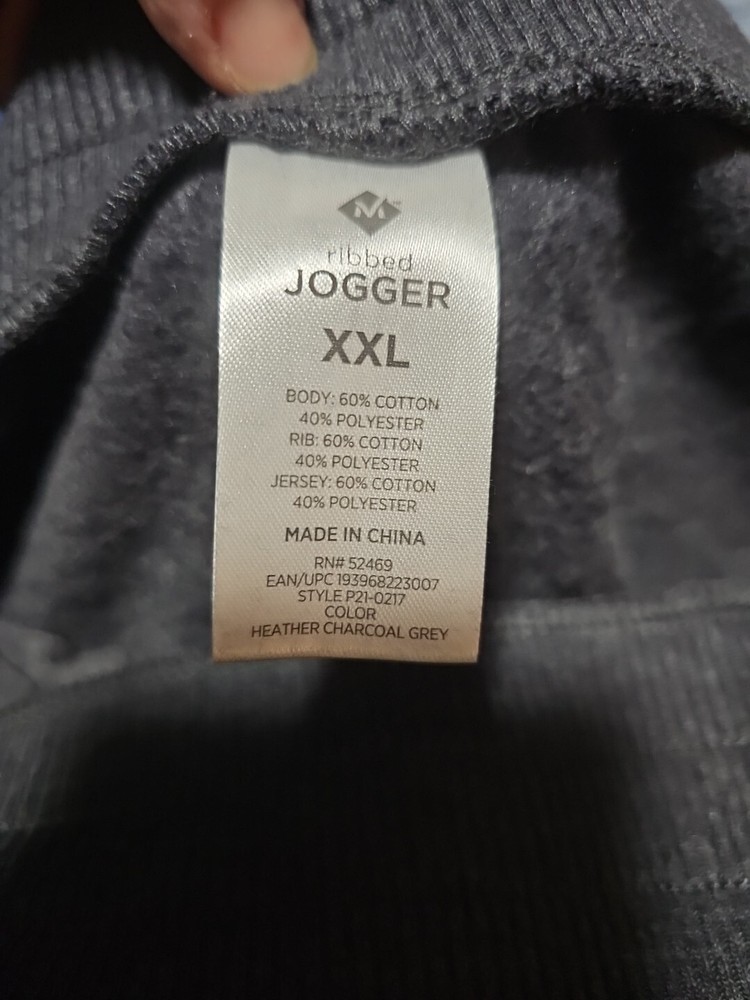 M
ribbed
JOGGER
XXL
BODY: 60% COTTON
40% POLYESTER
RIB: 60% COTTON
40% POLYESTER
JERSEY: 60% COTTON
40% POLYESTER
MADE IN CHINA
RN# 52469
EAN/UPC 193968223007
STYLE P21-0217
COLOR
HEATHER CHARCOAL GREY